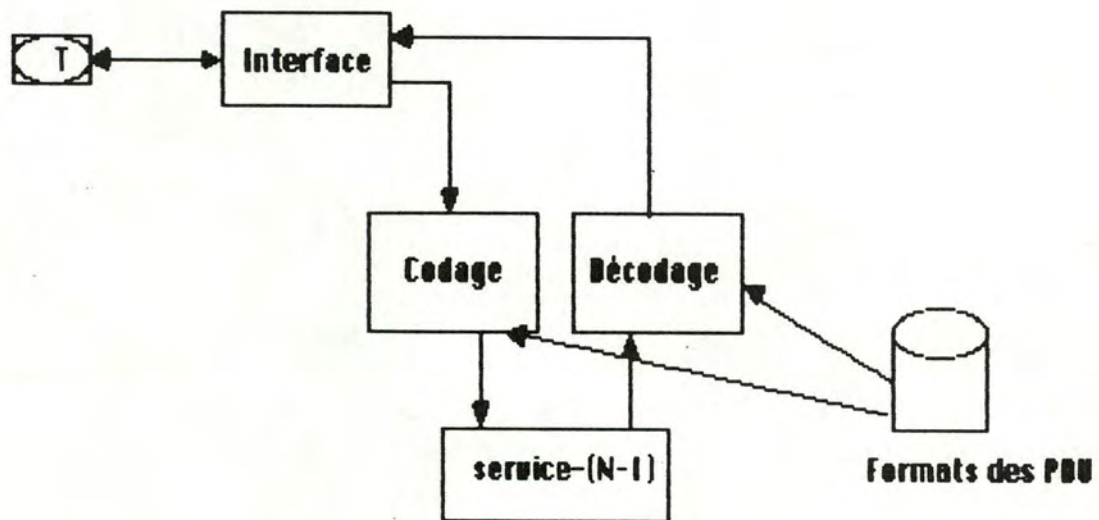 T
Interface
Codage
Décodage
service-(N-1)
Formats des PDU